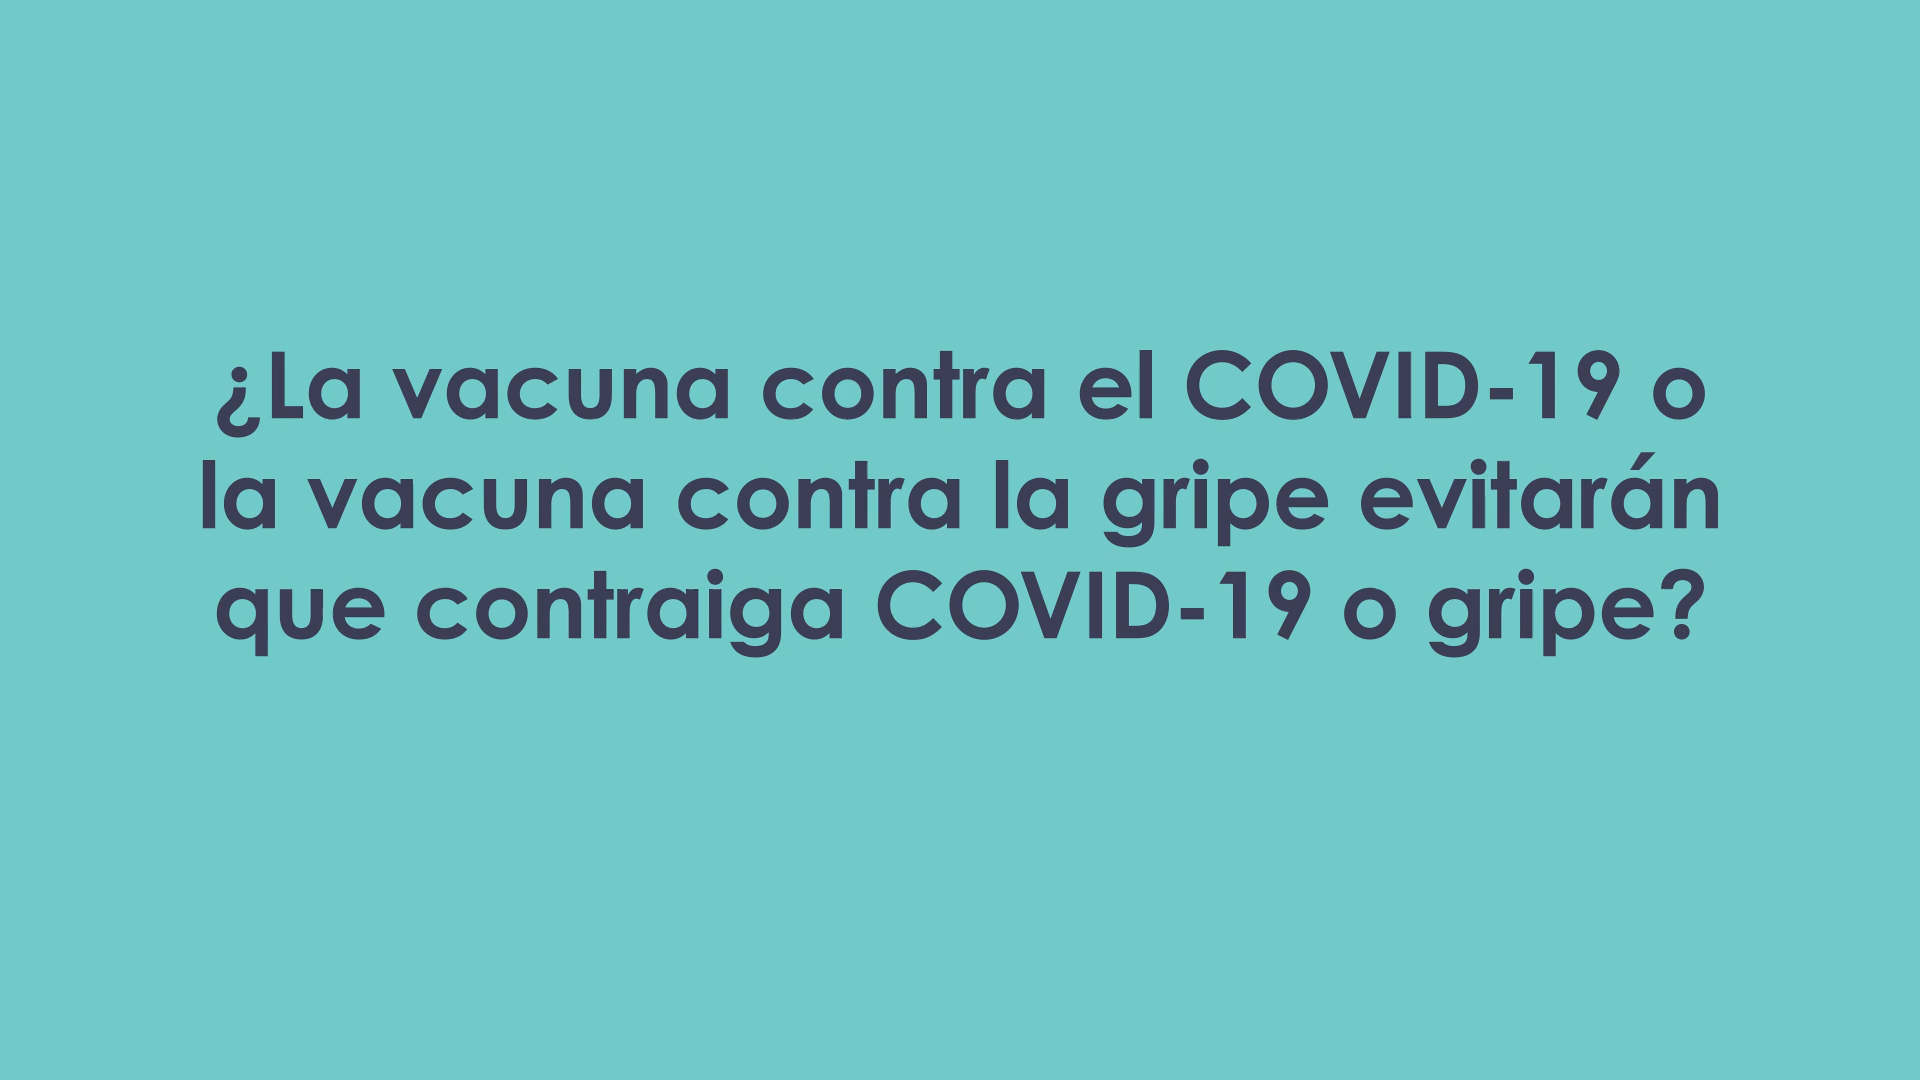 ¿La vacuna contra el COVID-19 o
la vacuna contra la gripe evitarán
que contraiga COVID-19 o gripe?